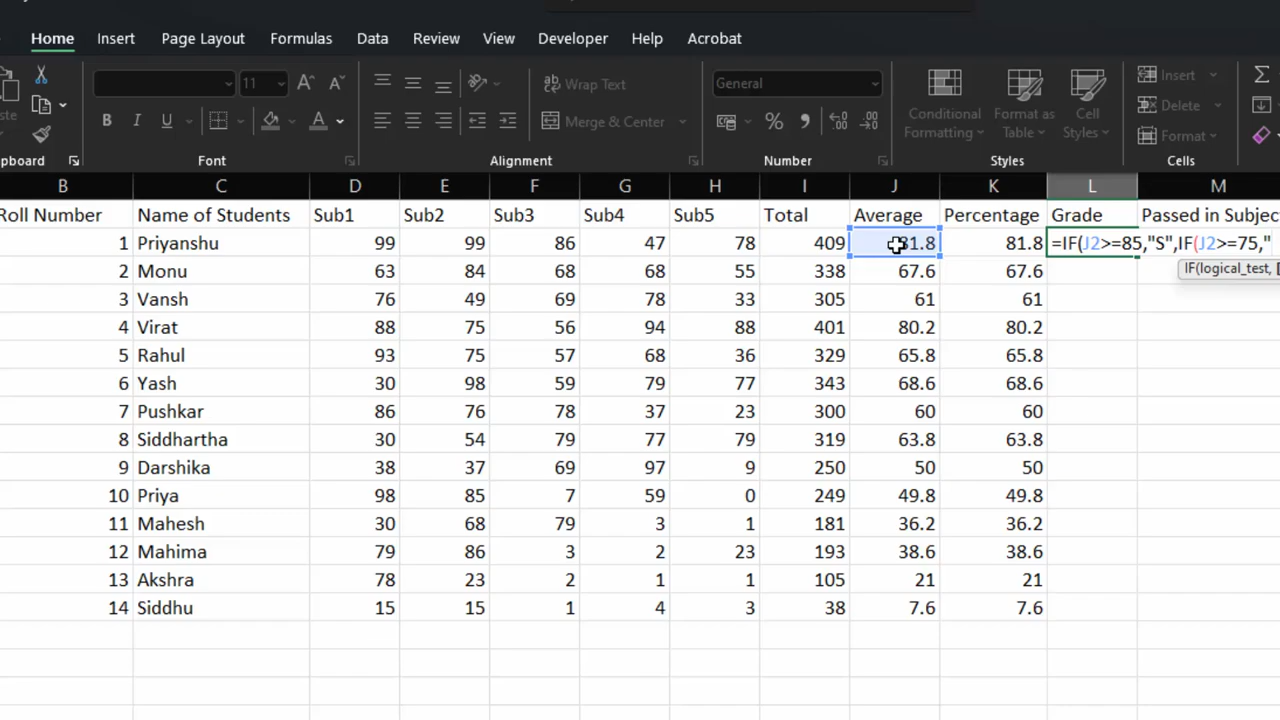 Home Insert Page Layout Formulas Data Review View Developer Help Acrobat
11 A A Wrap Text General Insert
Conditional Formatting Format as Table Cell Styles Delete
B I U A Merge & Center % Format
Font Alignment Number Styles Cells
B C D E F G H I J K L M
Roll Number Name of Students Sub1 Sub2 Sub3 Sub4 Sub5 Total Average Percentage Grade Passed in Subjec
1 Priyanshu 99 99 86 47 78 409 81.8 81.8 =IF(J2>=85,"S",IF(J2>=75,"
IF(logical_test,
2 Monu 63 84 68 68 55 338 67.6 67.6
3 Vansh 76 49 69 78 33 305 61 61
4 Virat 88 75 56 94 88 401 80.2 80.2
5 Rahul 93 75 57 68 36 329 65.8 65.8
6 Yash 30 98 59 79 77 343 68.6 68.6
7 Pushkar 86 76 78 37 23 300 60 60
8 Siddhartha 30 54 79 77 79 319 63.8 63.8
9 Darshika 38 37 69 97 9 250 50 50
10 Priya 98 85 7 59 0 249 49.8 49.8
11 Mahesh 30 68 79 3 1 181 36.2 36.2
12 Mahima 79 86 3 2 23 193 38.6 38.6
13 Akshra 78 23 2 1 1 105 21 21
14 Siddhu 15 15 1 4 3 38 7.6 7.6